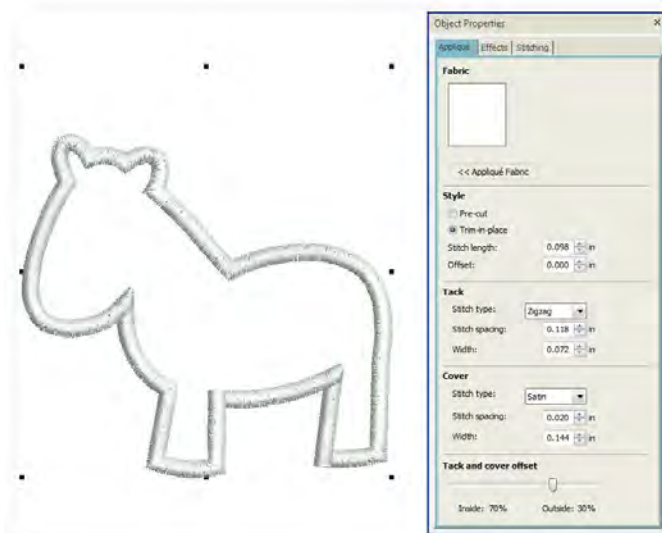 Object Properties x
Appliqué Effects Stitching
Fabric
<< Appliqué Fabric
Style
Pre-cut
Trim-in-place
Stitch length: 0.098 in
Offset: 0.000 in
Tack
Stitch type: Zigzag
Stitch spacing: 0.118 in
Width: 0.072 in
Cover
Stitch type: Satin
Stitch spacing: 0.020 in
Width: 0.144 in
Tack and cover offset
Inside: 70% Outside: 30%